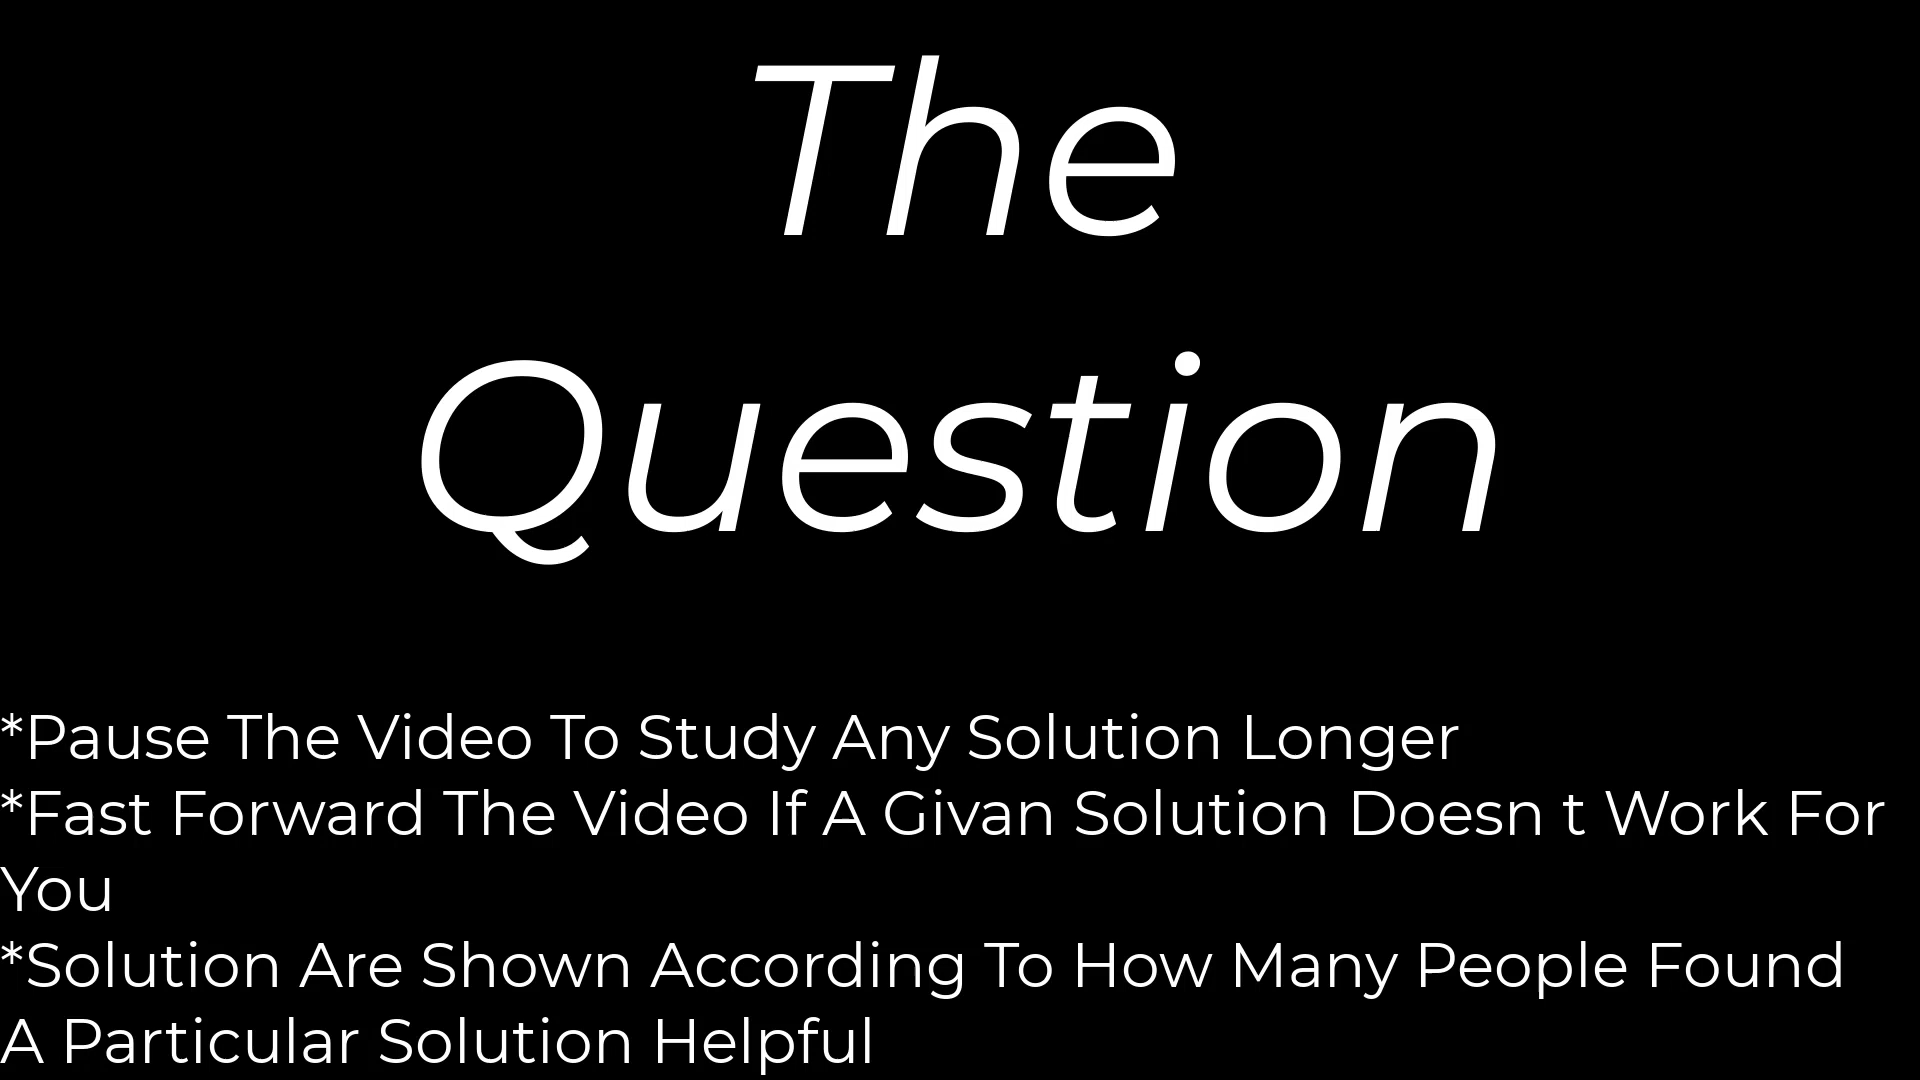 The
Question
*Pause The Video To Study Any Solution Longer
*Fast Forward The Video If A Givan Solution Doesn t Work For
You
*Solution Are Shown According To How Many People Found
A Particular Solution Helpful